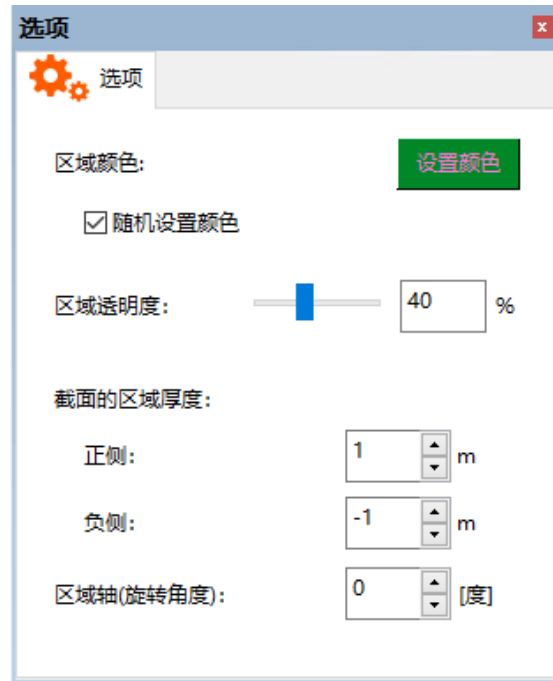 选项
选项
区域颜色: 设置颜色
随机设置颜色
区域透明度: 40 %
截面的区域厚度:
正侧: 1 m
负侧: -1 m
区域轴(旋转角度): 0 [度]